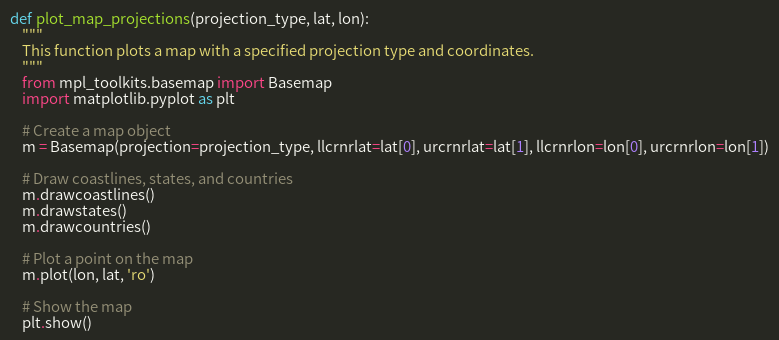 def plot_map_projections(projection_type, lat, lon):
    """
    This function plots a map with a specified projection type and coordinates.
    """
    from mpl_toolkits.basemap import Basemap
    import matplotlib.pyplot as plt

    # Create a map object
    m = Basemap(projection=projection_type, llcrnrlat=lat[0], urcrnrlat=lat[1], llcrnrlon=lon[0], urcrnrlon=lon[1])

    # Draw coastlines, states, and countries
    m.drawcoastlines()
    m.drawstates()
    m.drawcountries()

    # Plot a point on the map
    m.plot(lon, lat, 'ro')

    # Show the map
    plt.show()